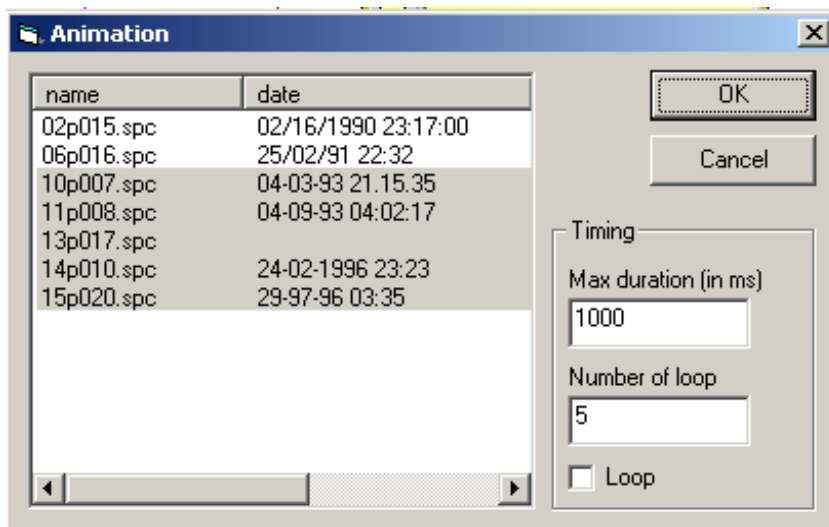 Animation
name date
02p015.spc 02/16/1990 23:17:00
06p016.spc 25/02/91 22:32
10p007.spc 04-03-93 21.15.35
11p008.spc 04-09-93 04:02:17
13p017.spc
14p010.spc 24-02-1996 23:23
15p020.spc 29-97-96 03:35
OK
Cancel
Timing
Max duration (in ms)
1000
Number of loop
5
Loop